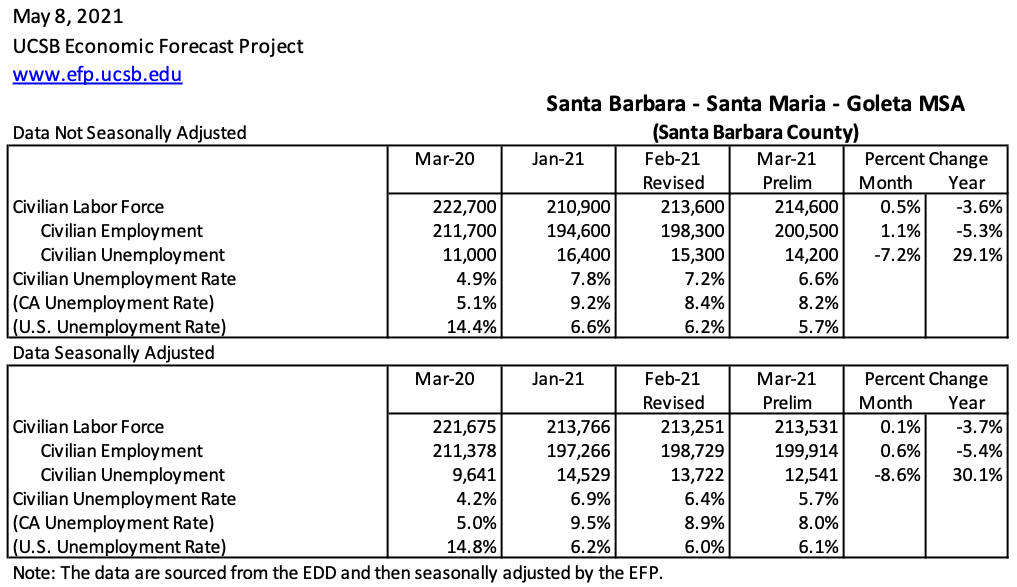 May 8, 2021
UCSB Economic Forecast Project
www.efp.ucsb.edu
Santa Barbara - Santa Maria - Goleta MSA
Data Not Seasonally Adjusted (Santa Barbara County)
Mar-20 Jan-21 Feb-21 Mar-21 Percent Change
Revised Prelim Month Year
Civilian Labor Force 222,700 210,900 213,600 214,600 0.5% -3.6%
Civilian Employment 211,700 194,600 198,300 200,500 1.1% -5.3%
Civilian Unemployment 11,000 16,400 15,300 14,200 -7.2% 29.1%
Civilian Unemployment Rate 4.9% 7.8% 7.2% 6.6%
(CA Unemployment Rate) 5.1% 9.2% 8.4% 8.2%
(U.S. Unemployment Rate) 14.4% 6.6% 6.2% 5.7%
Data Seasonally Adjusted
Mar-20 Jan-21 Feb-21 Mar-21 Percent Change
Revised Prelim Month Year
Civilian Labor Force 221,675 213,766 213,251 213,531 0.1% -3.7%
Civilian Employment 211,378 197,266 198,729 199,914 0.6% -5.4%
Civilian Unemployment 9,641 14,529 13,722 12,541 -8.6% 30.1%
Civilian Unemployment Rate 4.2% 6.9% 6.4% 5.7%
(CA Unemployment Rate) 5.0% 9.5% 8.9% 8.0%
(U.S. Unemployment Rate) 14.8% 6.2% 6.0% 6.1%
Note: The data are sourced from the EDD and then seasonally adjusted by the EFP.